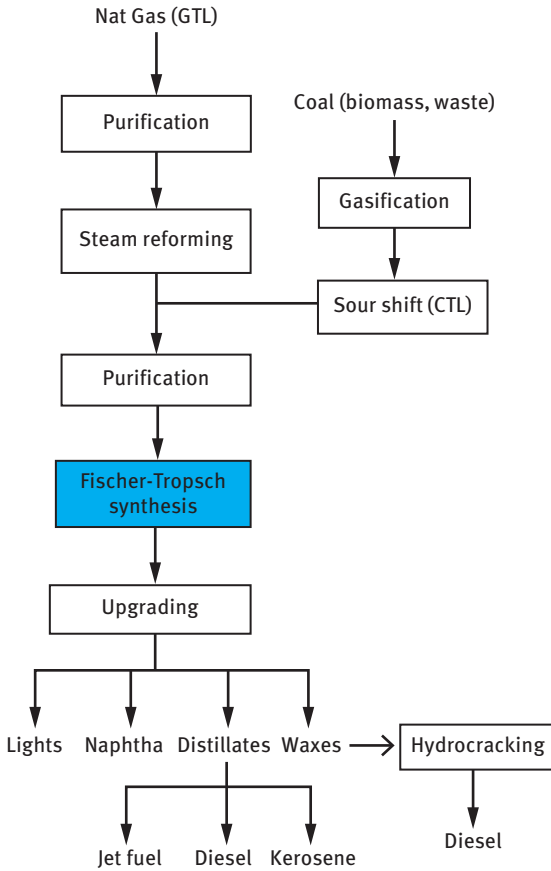 Nat Gas (GTL)
Coal (biomass, waste)
Purification
Gasification
Steam reforming
Sour shift (CTL)
Purification
Fischer-Tropsch
synthesis
Upgrading
Lights
Naphtha
Distillates
Waxes
Hydrocracking
Jet fuel
Diesel
Kerosene
Diesel